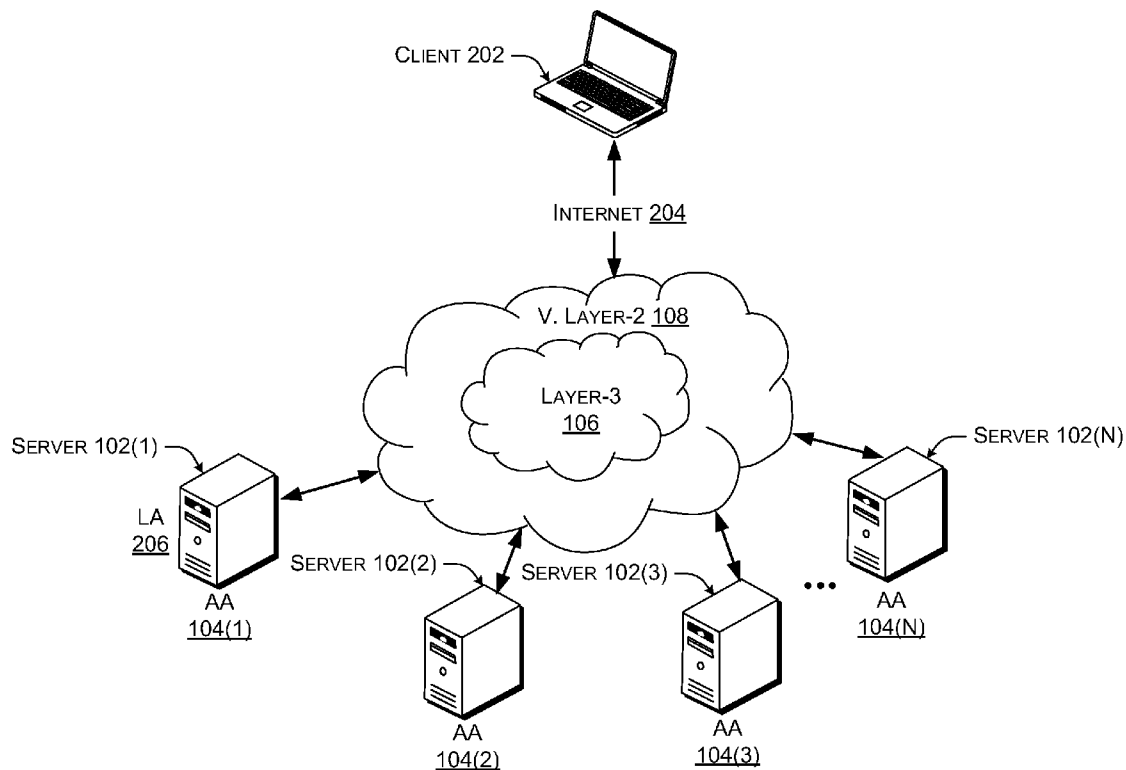 CLIENT 202
INTERNET 204
V. LAYER-2 108
LAYER-3
106
SERVER 102(1)
SERVER 102(N)
LA
206
SERVER 102(2)
SERVER 102(3)
AA
104(1)
AA
104(N)
AA
104(2)
AA
104(3)